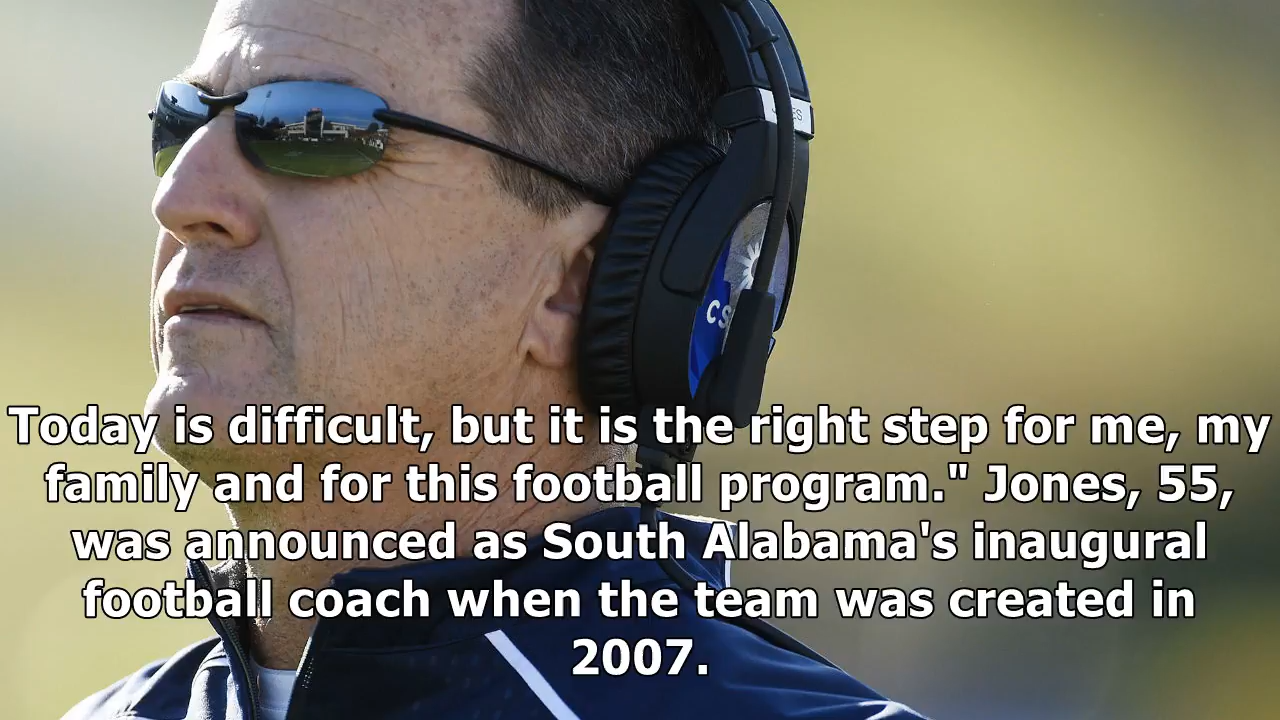 Today is difficult, but it is the right step for me, my
family and for this football program." Jones, 55,
was announced as South Alabama's inaugural
football coach when the team was created in
2007.